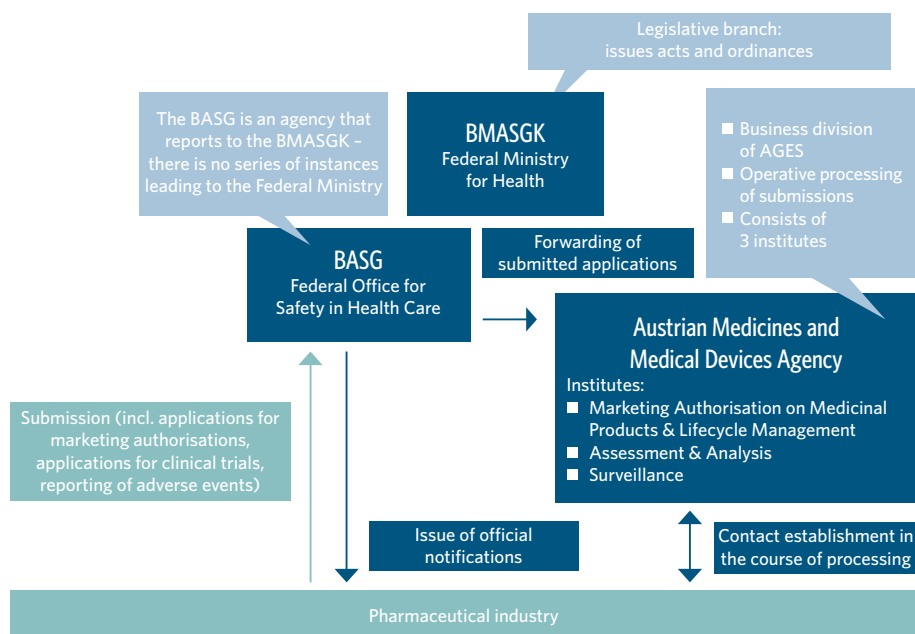 Legislative branch:
issues acts and ordinances
The BASG is an agency that
reports to the BMASGK –
there is no series of instances
leading to the Federal Ministry
BMASGK
Federal Ministry
for Health
Business division
of AGES
Operative processing
of submissions
Consists of
3 institutes
BASG
Federal Office for
Safety in Health Care
Forwarding of
submitted applications
Austrian Medicines and
Medical Devices Agency
Institutes:
Marketing Authorisation on Medicinal
Products & Lifecycle Management
Assessment & Analysis
Surveillance
Submission (incl. applications for
marketing authorisations,
applications for clinical trials,
reporting of adverse events)
Issue of official
notifications
Contact establishment in
the course of processing
Pharmaceutical industry